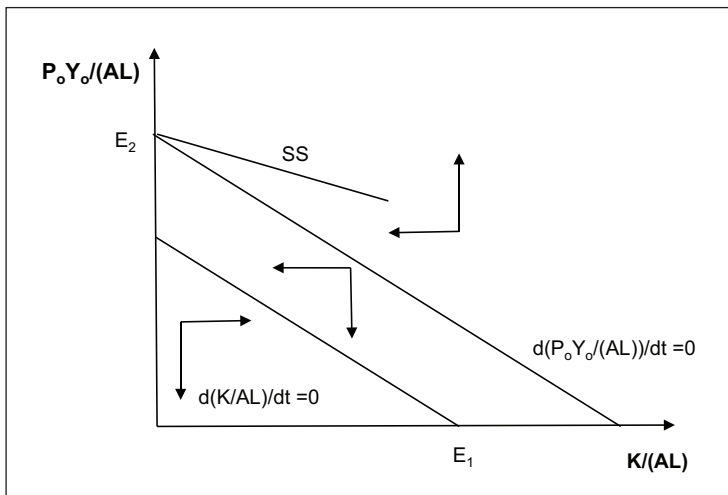 PₒYₒ/(AL)
E₂
SS
d(PₒYₒ/(AL))/dt =0
d(K/AL)/dt =0
E₁
K/(AL)